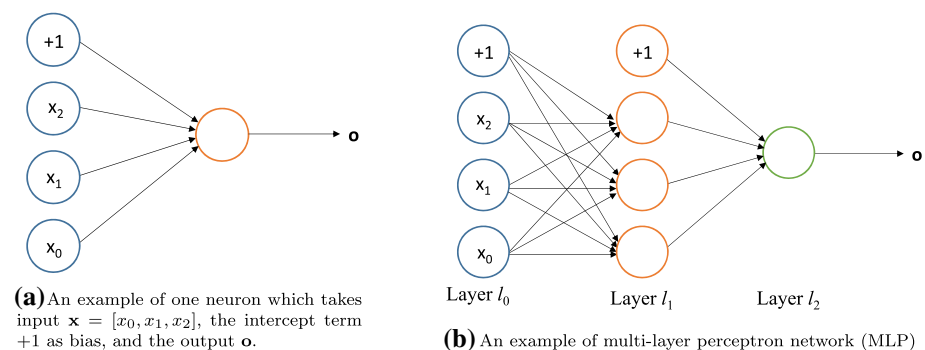 +1
x2
x1
x0
o
(a) An example of one neuron which takes
input x = [x0, x1, x2], the intercept term
+1 as bias, and the output o.
+1
x2
x1
x0
+1
o
Layer l0
Layer l1
Layer l2
(b) An example of multi-layer perceptron network (MLP)